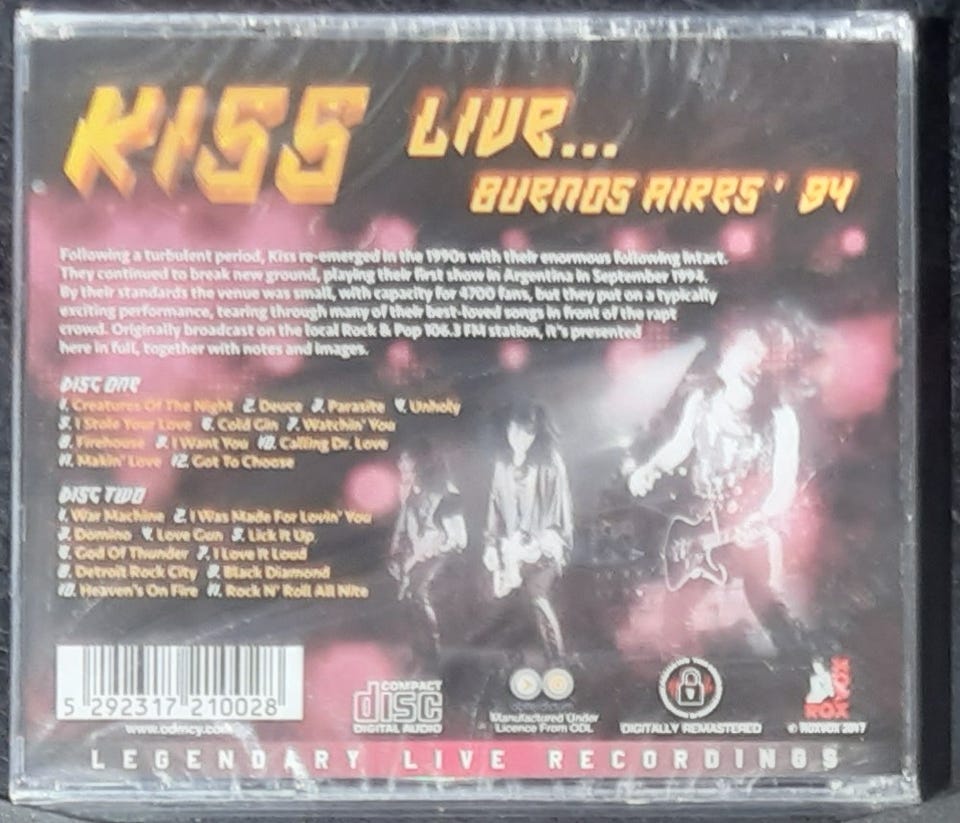 KISS LIVE...
BUENOS AIRES '94
Following a turbulent period, Kiss re-emerged in the 1990s with their enormous following intact.
They continued to break new ground, playing their first show in Argentina in September 1994.
By their standards the venue was small, with capacity for 4700 fans, but they put on a typically
exciting performance, tearing through many of their best-loved songs in front of the rapt
crowd. Originally broadcast on the local Rock & Pop 106.3 FM station, it's presented
here in full, together with notes and images.
DISC ONE
1. Creatures Of The Night 2. Deuce 3. Parasite 4. Unholy
5. I Stole Your Love 6. Cold Gin 7. Watchin' You
8. Firehouse 9. I Want You 10. Calling Dr. Love
11. Makin' Love 12. Got To Choose
DISC TWO
1. War Machine 2. I Was Made For Lovin' You
3. Domino 4. Love Gun 5. Lick It Up
6. God Of Thunder 7. I Love It Loud
8. Detroit Rock City 9. Black Diamond
10. Heaven's On Fire 11. Rock N' Roll All Nite
5 292317 210028
www.odmcy.com
COMPACT
disc
DIGITAL AUDIO
Manufactured Under
Licence From ODL
DIGITALLY REMASTERED
ROX VOX
© ROXVOX 2017
LEGENDARY LIVE RECORDINGS